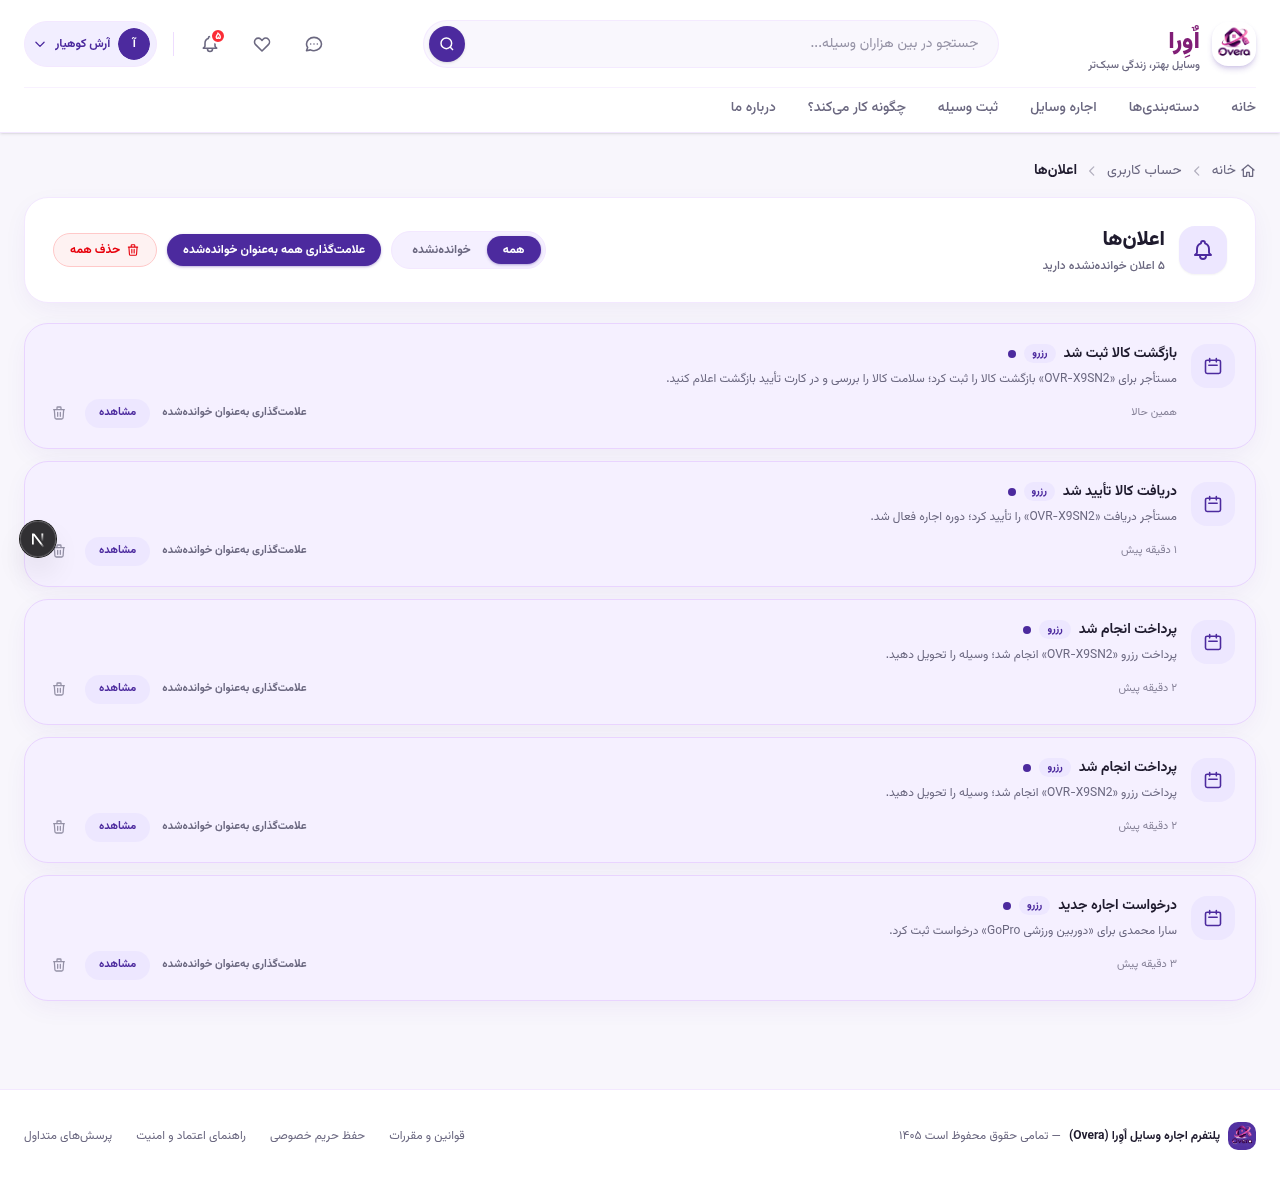 Overa
اُوِرا
وسایل بهتر، زندگی سبک‌تر
جستجو در بین هزاران وسیله...
۵
آ
آرش کوهیار
خانه
دسته‌بندی‌ها
اجاره وسایل
ثبت وسیله
چگونه کار می‌کند؟
درباره ما
خانه
حساب کاربری
اعلان‌ها
اعلان‌ها
۵ اعلان خوانده‌نشده دارید
همه
خوانده‌نشده
علامت‌گذاری همه به‌عنوان خوانده‌شده
حذف همه
بازگشت کالا ثبت شد
رزرو
مستأجر برای «OVR-X9SN2» بازگشت کالا را ثبت کرد؛ سلامت کالا را بررسی و در کارت تأیید بازگشت اعلام کنید.
همین حالا
علامت‌گذاری به‌عنوان خوانده‌شده
مشاهده
دریافت کالا تأیید شد
رزرو
مستأجر دریافت «OVR-X9SN2» را تأیید کرد؛ دوره اجاره فعال شد.
۱ دقیقه پیش
علامت‌گذاری به‌عنوان خوانده‌شده
مشاهده
N
پرداخت انجام شد
رزرو
پرداخت رزرو «OVR-X9SN2» انجام شد؛ وسیله را تحویل دهید.
۲ دقیقه پیش
علامت‌گذاری به‌عنوان خوانده‌شده
مشاهده
پرداخت انجام شد
رزرو
پرداخت رزرو «OVR-X9SN2» انجام شد؛ وسیله را تحویل دهید.
۲ دقیقه پیش
علامت‌گذاری به‌عنوان خوانده‌شده
مشاهده
درخواست اجاره جدید
رزرو
سارا محمدی برای «دوربین ورزشی GoPro» درخواست ثبت کرد.
۳ دقیقه پیش
علامت‌گذاری به‌عنوان خوانده‌شده
مشاهده
Overa
پلتفرم اجاره وسایل اُوِرا (Overa)
— تمامی حقوق محفوظ است ۱۴۰۵
قوانین و مقررات
حفظ حریم خصوصی
راهنمای اعتماد و امنیت
پرسش‌های متداول